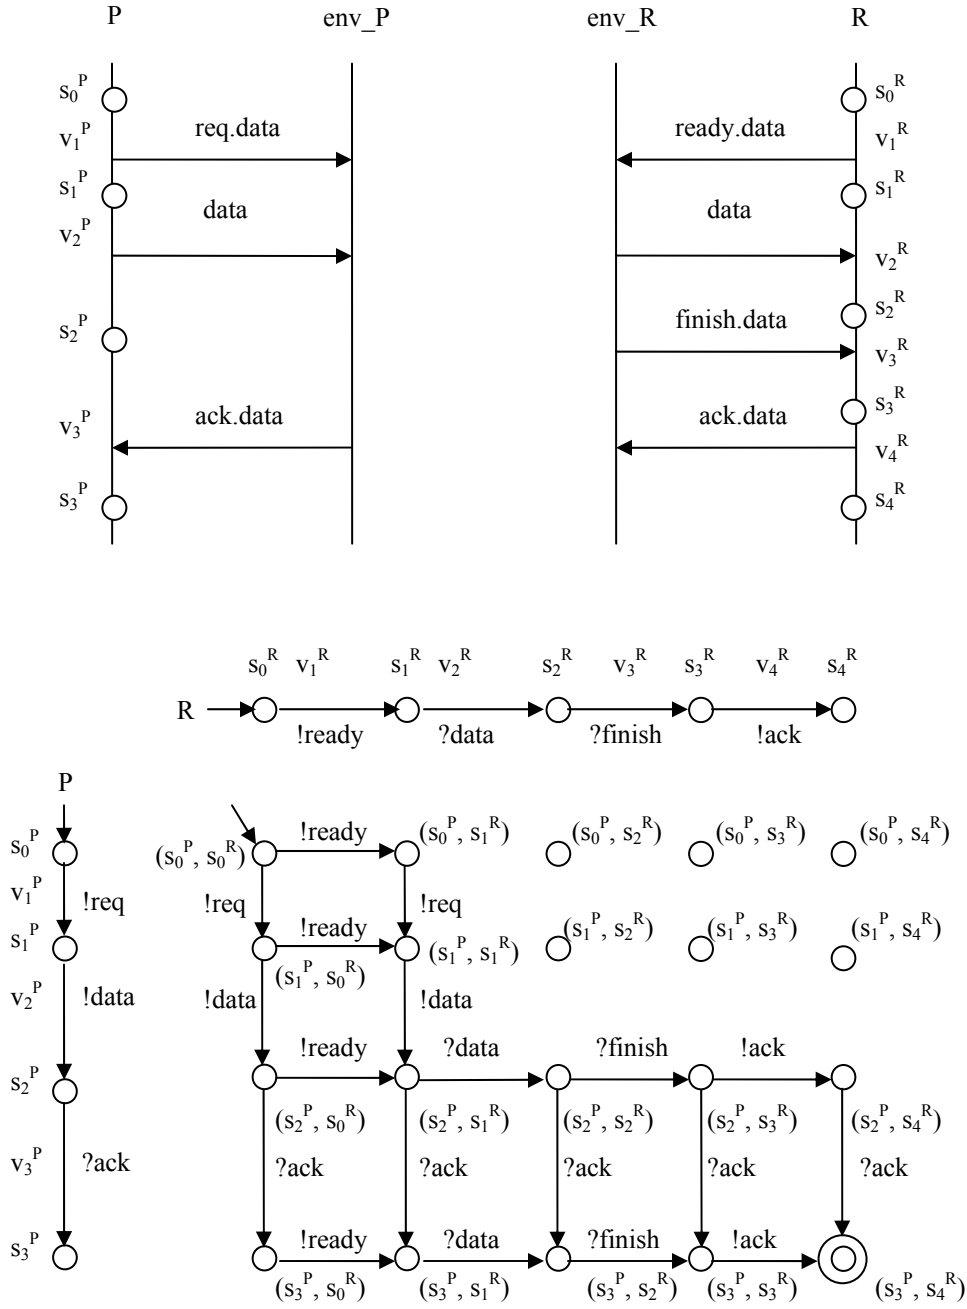 P env_P env_R R
s₀ᴾ s₀ᴿ
v₁ᴾ req.data ready.data v₁ᴿ
s₁ᴾ s₁ᴿ
v₂ᴾ data data v₂ᴿ
s₂ᴾ s₂ᴿ
finish.data v₃ᴿ
s₃ᴿ
v₃ᴾ ack.data ack.data v₄ᴿ
s₃ᴾ s₄ᴿ
s₀ᴿ v₁ᴿ s₁ᴿ v₂ᴿ s₂ᴿ v₃ᴿ s₃ᴿ v₄ᴿ s₄ᴿ
R
!ready ?data ?finish !ack
P
s₀ᴾ (s₀ᴾ, s₀ᴿ) !ready (s₀ᴾ, s₁ᴿ) (s₀ᴾ, s₂ᴿ) (s₀ᴾ, s₃ᴿ) (s₀ᴾ, s₄ᴿ)
v₁ᴾ !req !req !req
s₁ᴾ !ready (s₁ᴾ, s₁ᴿ) (s₁ᴾ, s₂ᴿ) (s₁ᴾ, s₃ᴿ) (s₁ᴾ, s₄ᴿ)
(s₁ᴾ, s₀ᴿ)
v₂ᴾ !data !data !data
!ready ?data ?finish !ack
s₂ᴾ
(s₂ᴾ, s₀ᴿ) (s₂ᴾ, s₁ᴿ) (s₂ᴾ, s₂ᴿ) (s₂ᴾ, s₃ᴿ) (s₂ᴾ, s₄ᴿ)
v₃ᴾ ?ack ?ack ?ack ?ack ?ack ?ack
s₃ᴾ !ready ?data ?finish !ack
(s₃ᴾ, s₀ᴿ) (s₃ᴾ, s₁ᴿ) (s₃ᴾ, s₂ᴿ) (s₃ᴾ, s₃ᴿ) (s₃ᴾ, s₄ᴿ)